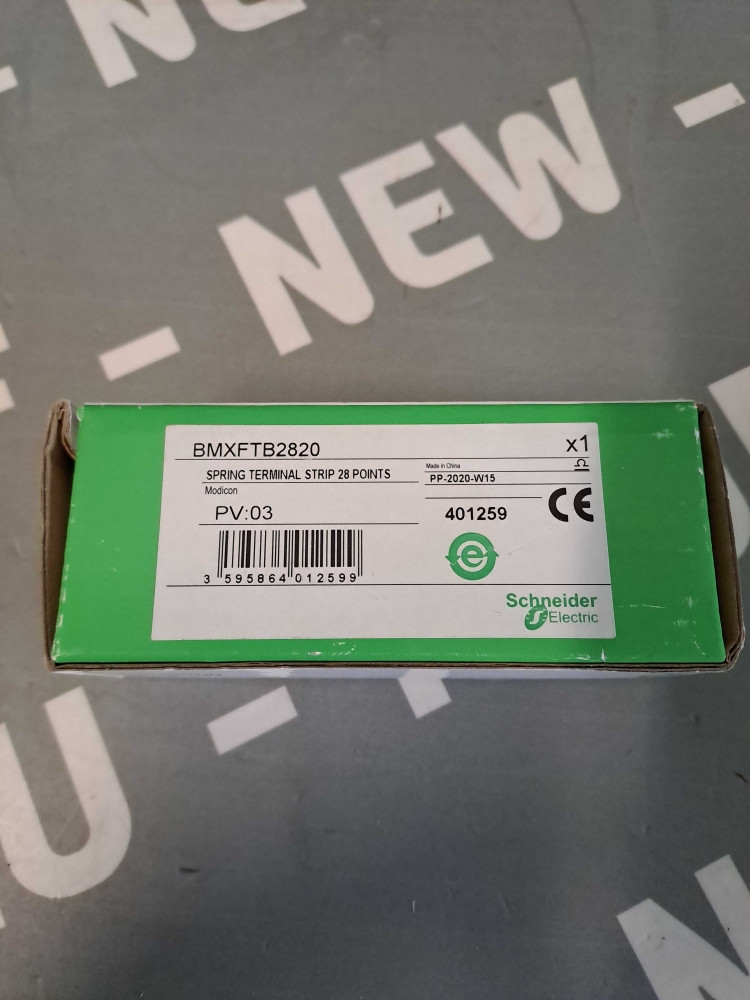 NEW -
- NEW -
BMXFTB2820
x1
SPRING TERMINAL STRIP 28 POINTS
Modicon
Made in China
PP-2020-W15
PV:03
401259
CE
3 595864 012599
Schneider
Electric
U -